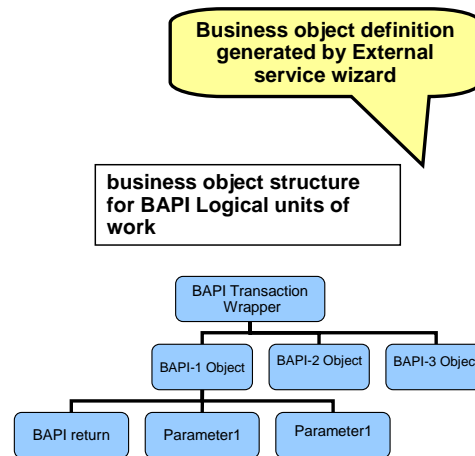 Business object definition
generated by External
service wizard
business object structure
for BAPI Logical units of
work
BAPI Transaction
Wrapper
BAPI-1 Object
BAPI-2 Object
BAPI-3 Objec
BAPI return
Parameter1
Parameter1